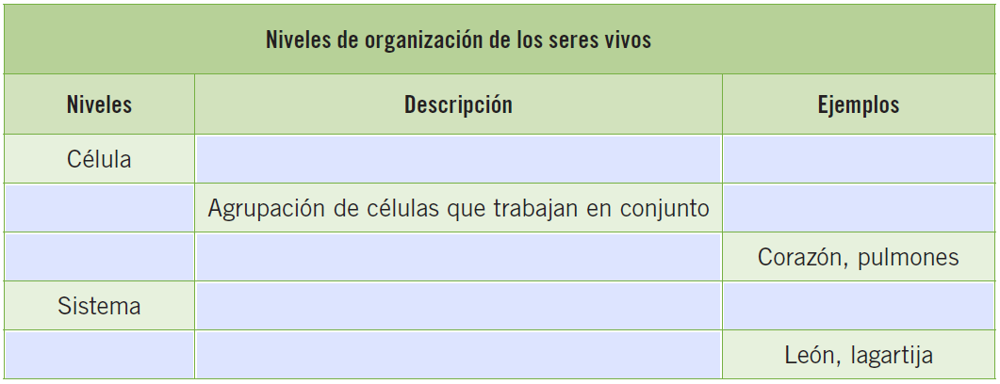 Niveles de organización de los seres vivos
Niveles Descripción Ejemplos
Célula
Agrupación de células que trabajan en conjunto
Corazón, pulmones
Sistema
León, lagartija